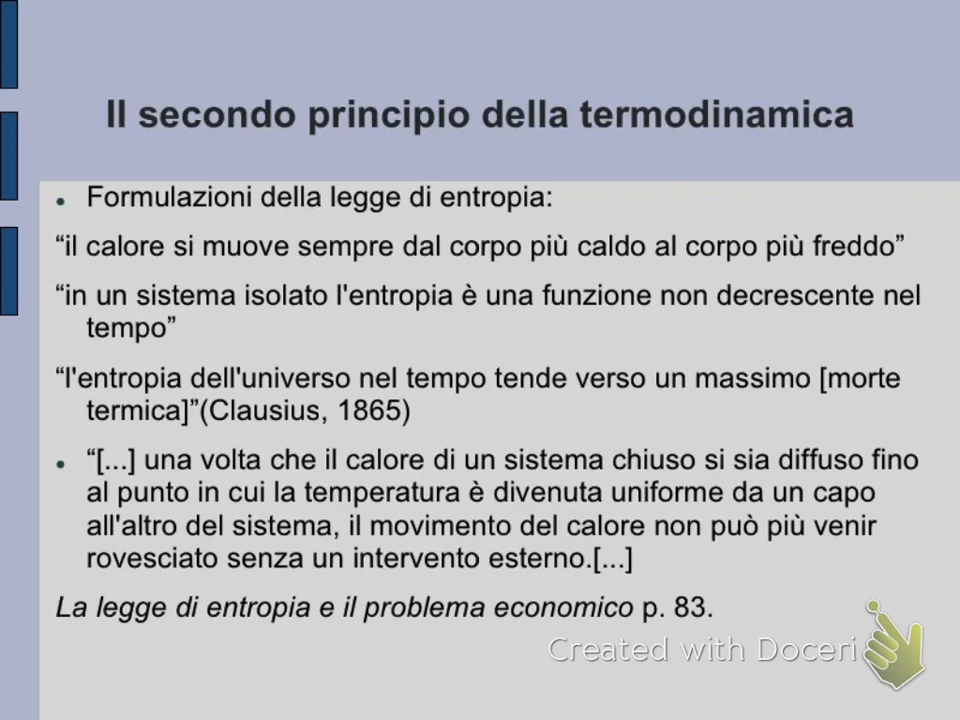 Il secondo principio della termodinamica
Formulazioni della legge di entropia:
“il calore si muove sempre dal corpo più caldo al corpo più freddo”
“in un sistema isolato l'entropia è una funzione non decrescente nel
tempo”
“l'entropia dell'universo nel tempo tende verso un massimo [morte
termica]”(Clausius, 1865)
“[...] una volta che il calore di un sistema chiuso si sia diffuso fino
al punto in cui la temperatura è divenuta uniforme da un capo
all'altro del sistema, il movimento del calore non può più venir
rovesciato senza un intervento esterno.[...]
La legge di entropia e il problema economico p. 83.
Created with Doceri